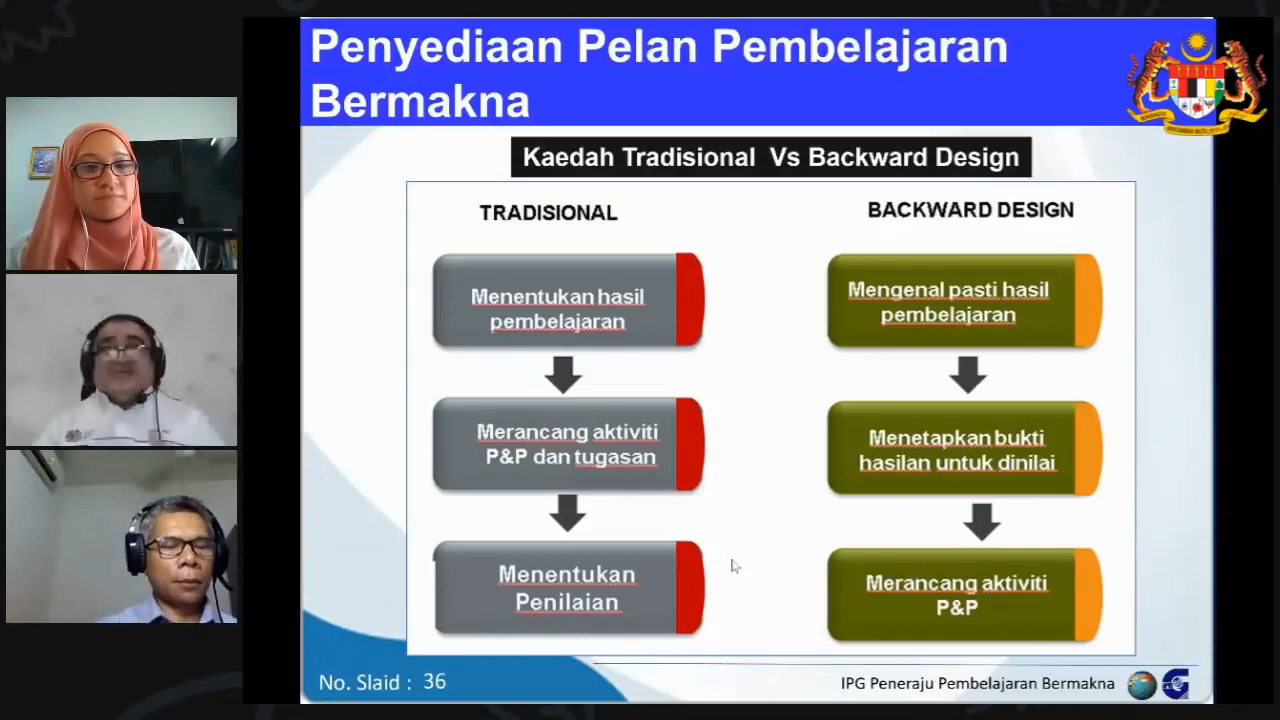 Penyediaan Pelan Pembelajaran
Bermakna
Kaedah Tradisional Vs Backward Design
TRADISIONAL
Menentukan hasil
pembelajaran
Merancang aktiviti
P&P dan tugasan
Menentukan
Penilaian
BACKWARD DESIGN
Mengenal pasti hasil
pembelajaran
Menetapkan bukti
hasilan untuk dinilai
Merancang aktiviti
P&P
No. Slaid : 36
IPG Peneraju Pembelajaran Bermakna